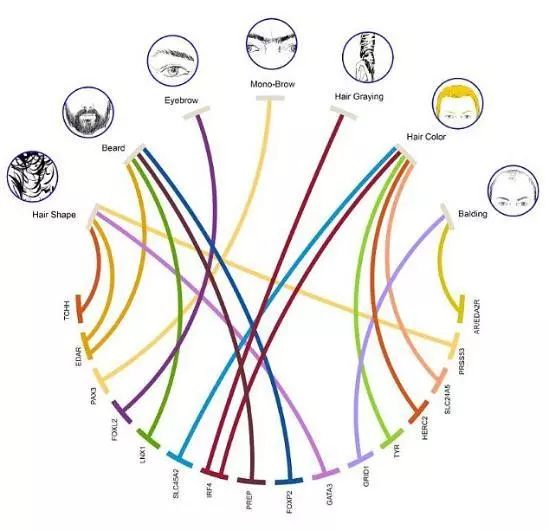 Mono-Brow
Eyebrow
Hair Graying
Beard
Hair Color
Hair Shape
Balding
TCHH
EDAR
PAX3
FOXL2
LNX1
SLC45A2
IRF4
PREP
FOXP2
GATA3
GRID1
TYR
HERC2
SLC24A5
PRSS53
AR/EDA2R